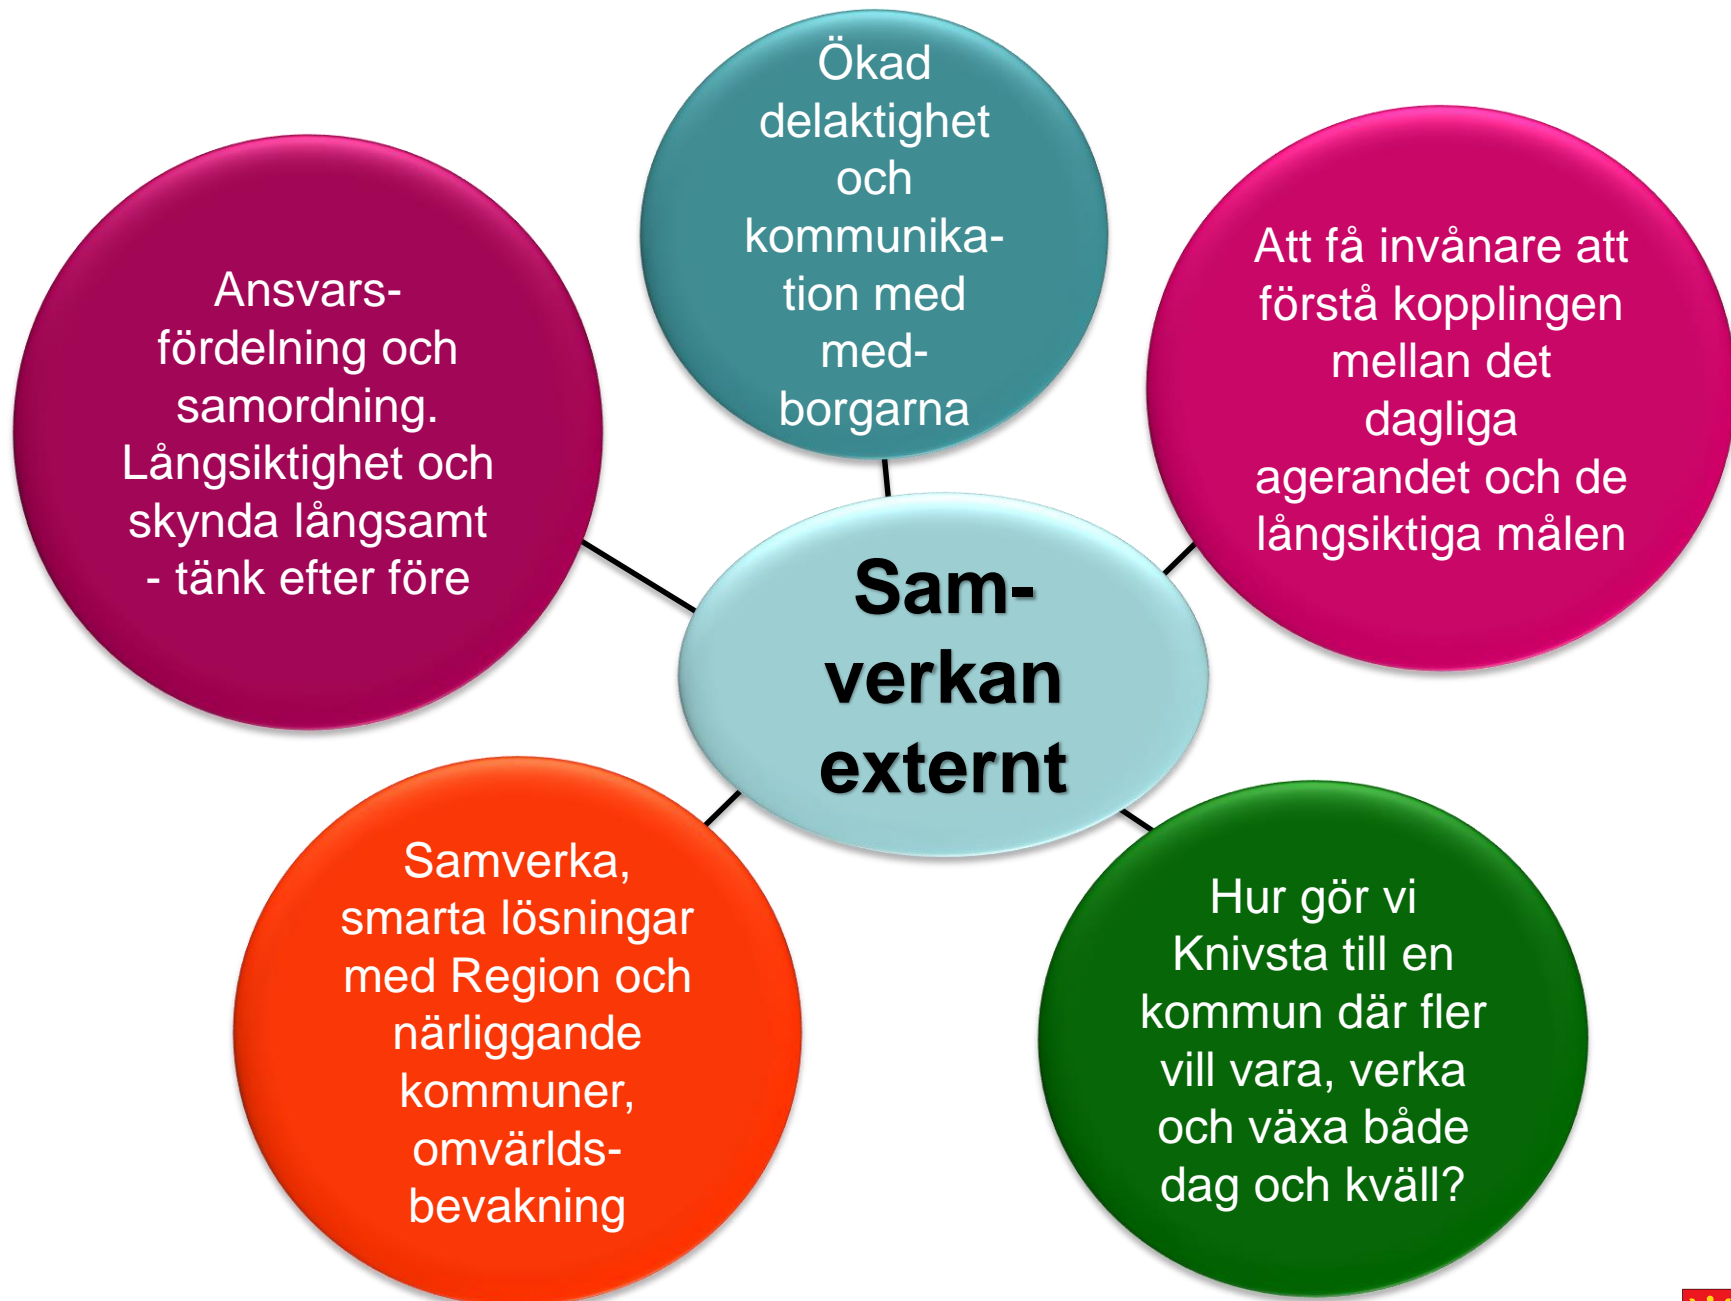 Ökad
delaktighet
och
kommunika-
tion med
med-
borgarna
Ansvars-
fördelning och
samordning.
Långsiktighet och
skynda långsamt
- tänk efter före
Att få invånare att
förstå kopplingen
mellan det
dagliga
agerandet och de
långsiktiga målen
Sam-
verkan
externt
Samverka,
smarta lösningar
med Region och
närliggande
kommuner,
omvärlds-
bevakning
Hur gör vi
Knivsta till en
kommun där fler
vill vara, verka
och växa både
dag och kväll?